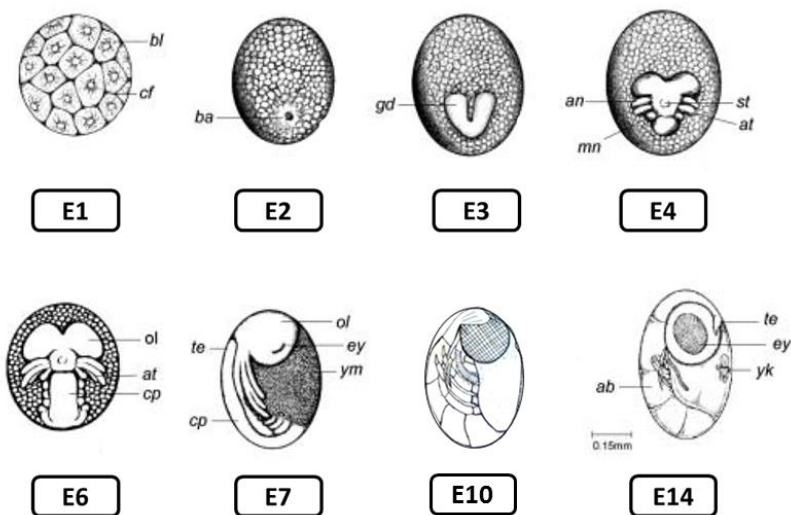 bl
cf
ba
gd
an
mn
st
at
E1
E2
E3
E4
ol
at
cp
te
cp
ol
ey
ym
ab
te
ey
yk
0.15mm
E6
E7
E10
E14